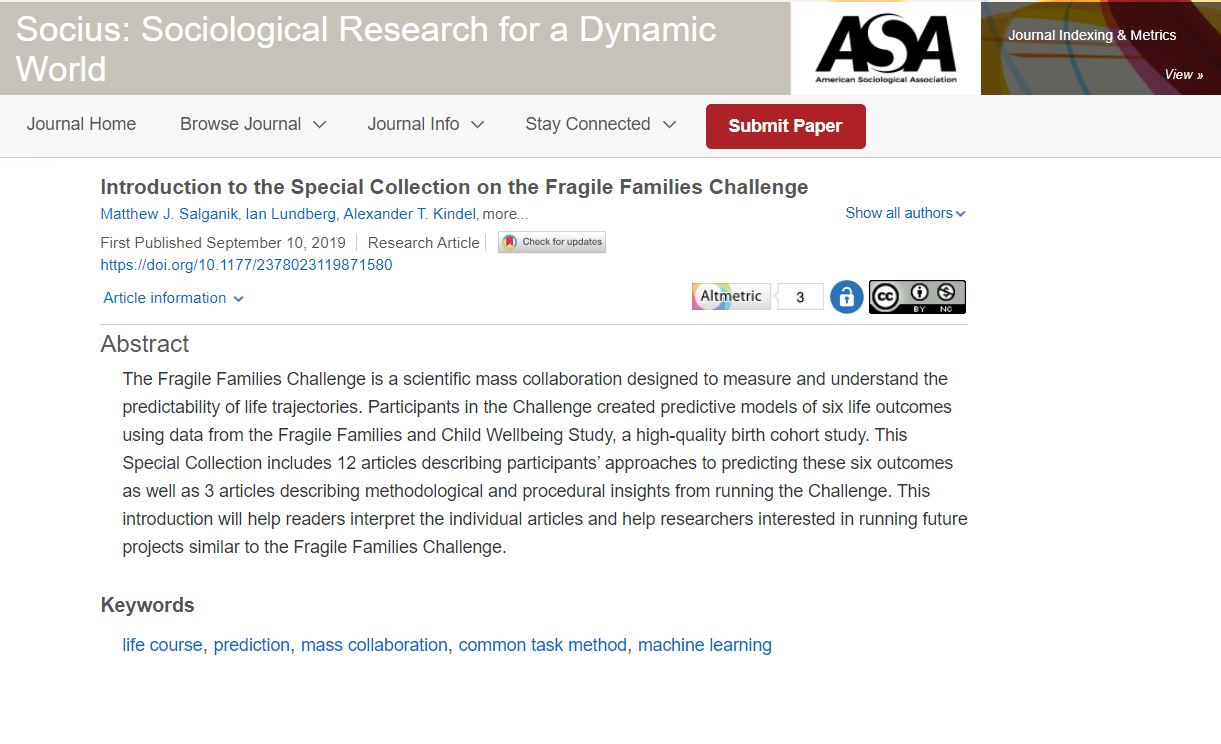 Socius: Sociological Research for a Dynamic
World
ASA
American Sociological Association
Journal Indexing & Metrics
View »
Journal Home
Browse Journal
Journal Info
Stay Connected
Submit Paper
Introduction to the Special Collection on the Fragile Families Challenge
Matthew J. Salganik, Ian Lundberg, Alexander T. Kindel, more...
Show all authors
First Published September 10, 2019
Research Article
Check for updates
https://doi.org/10.1177/2378023119871580
Article information
Altmetric
3
cc
BY NC
Abstract
The Fragile Families Challenge is a scientific mass collaboration designed to measure and understand the
predictability of life trajectories. Participants in the Challenge created predictive models of six life outcomes
using data from the Fragile Families and Child Wellbeing Study, a high-quality birth cohort study. This
Special Collection includes 12 articles describing participants’ approaches to predicting these six outcomes
as well as 3 articles describing methodological and procedural insights from running the Challenge. This
introduction will help readers interpret the individual articles and help researchers interested in running future
projects similar to the Fragile Families Challenge.
Keywords
life course, prediction, mass collaboration, common task method, machine learning